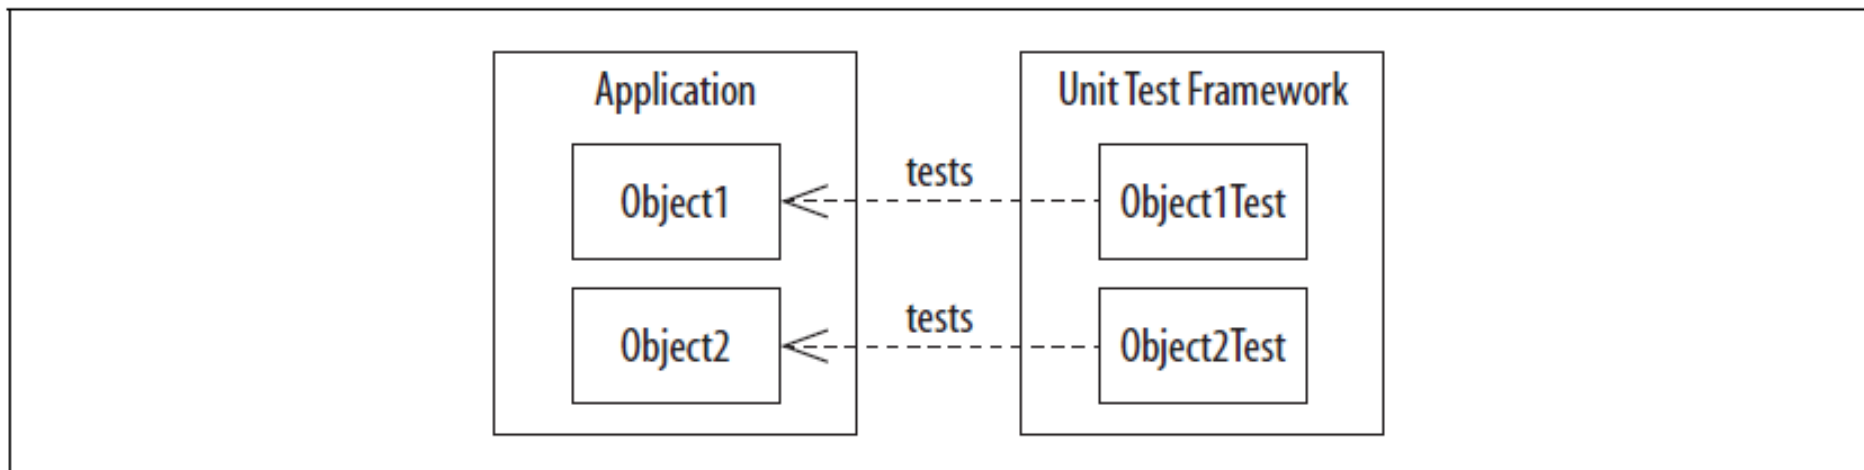 Application
Unit Test Framework
Object1
tests
Object1Test
Object2
tests
Object2Test